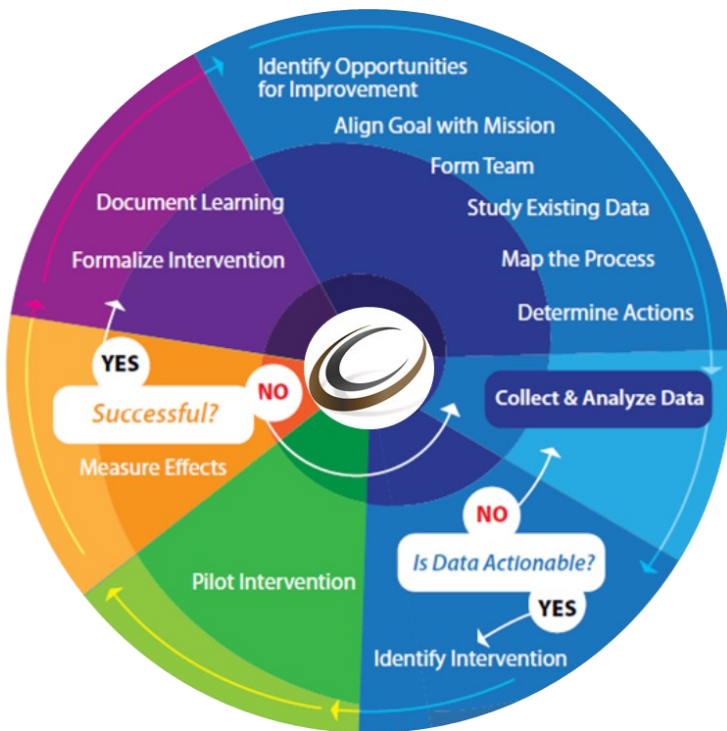 Identify Opportunities
for Improvement
Align Goal with Mission
Form Team
Study Existing Data
Map the Process
Determine Actions
Collect & Analyze Data
NO
Is Data Actionable?
YES
Identify Intervention
Pilot Intervention
Measure Effects
Successful?
NO
YES
Formalize Intervention
Document Learning